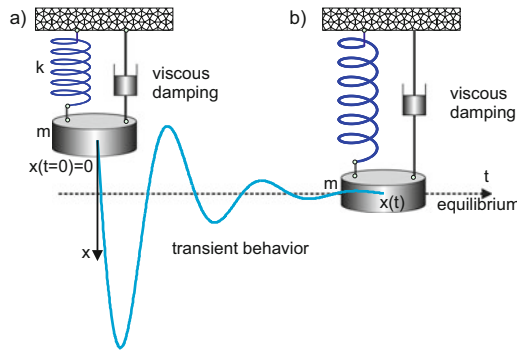 a)
k
viscous
damping
m
x(t=0)=0
x
transient behavior
b)
viscous
damping
m
x(t)
t
equilibrium